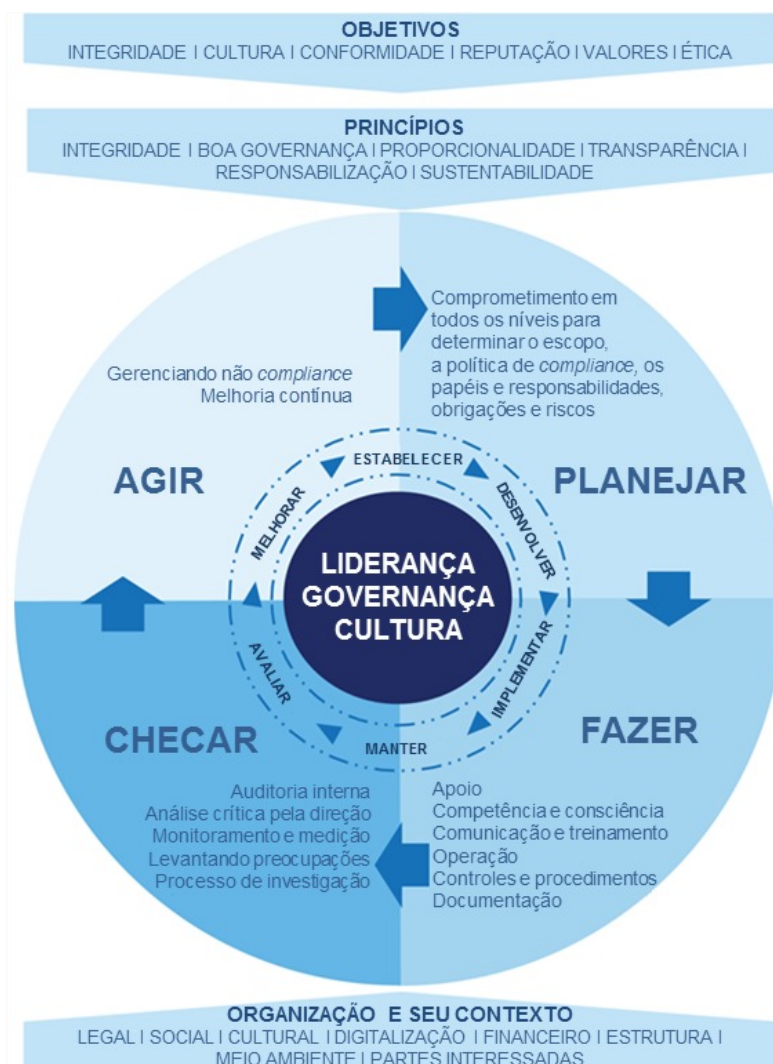 OBJETIVOS
INTEGRIDADE I CULTURA I CONFORMIDADE I REPUTAÇÃO I VALORES I ÉTICA
PRINCÍPIOS
INTEGRIDADE I BOA GOVERNANÇA I PROPORCIONALIDADE I TRANSPARÊNCIA I
RESPONSABILIZAÇÃO I SUSTENTABILIDADE
Comprometimento em
todos os níveis para
determinar o escopo,
a política de compliance, os
papéis e responsabilidades,
obrigações e riscos
Gerenciando não compliance
Melhoria contínua
AGIR
PLANEJAR
ESTABELECER
DESENVOLVER
IMPLEMENTAR
MANTER
AVALIAR
MELHORAR
LIDERANÇA
GOVERNANÇA
CULTURA
CHECAR
FAZER
Auditoria interna
Análise crítica pela direção
Monitoramento e medição
Levantando preocupações
Processo de investigação
Apoio
Competência e consciência
Comunicação e treinamento
Operação
Controles e procedimentos
Documentação
ORGANIZAÇÃO E SEU CONTEXTO
LEGAL I SOCIAL I CULTURAL I DIGITALIZAÇÃO I FINANCEIRO I ESTRUTURA I
MEIO AMBIENTE I PARTES INTERESSADAS